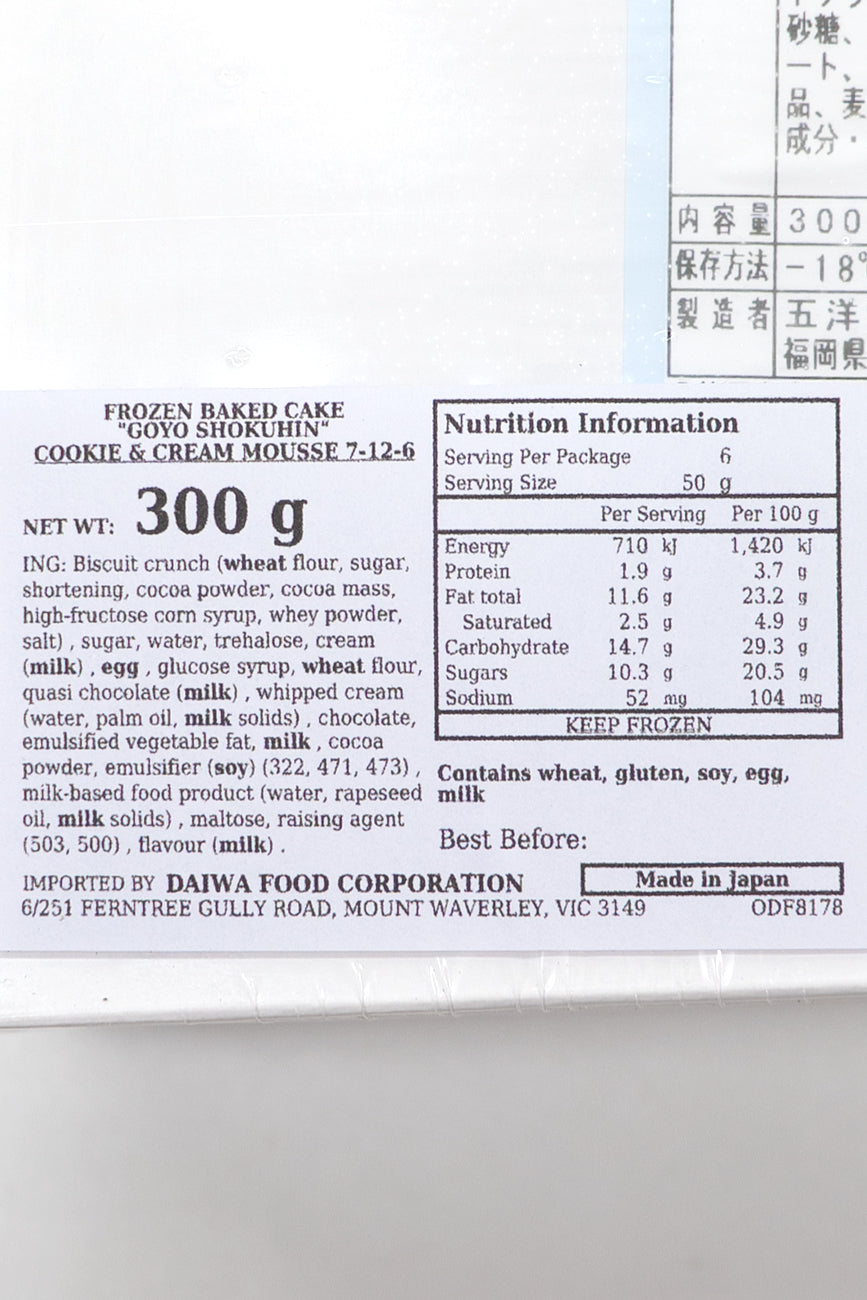 砂糖、
ート、
品、麦
成分・
内容量 300
保存方法 -18°
製造者 五洋
福岡県
FROZEN BAKED CAKE
"GOYO SHOKUHIN"
COOKIE & CREAM MOUSSE 7-12-6
NET WT: 300 g
ING: Biscuit crunch (wheat flour, sugar,
shortening, cocoa powder, cocoa mass,
high-fructose corn syrup, whey powder,
salt) , sugar, water, trehalose, cream
(milk) , egg , glucose syrup, wheat flour,
quasi chocolate (milk) , whipped cream
(water, palm oil, milk solids) , chocolate,
emulsified vegetable fat, milk , cocoa
powder, emulsifier (soy) (322, 471, 473) ,
milk-based food product (water, rapeseed
oil, milk solids) , maltose, raising agent
(503, 500) , flavour (milk) .
Nutrition Information
Serving Per Package 6
Serving Size 50 g
Per Serving Per 100 g
Energy 710 kJ 1,420 kJ
Protein 1.9 g 3.7 g
Fat total 11.6 g 23.2 g
Saturated 2.5 g 4.9 g
Carbohydrate 14.7 g 29.3 g
Sugars 10.3 g 20.5 g
Sodium 52 mg 104 mg
KEEP FROZEN
Contains wheat, gluten, soy, egg,
milk
Best Before:
IMPORTED BY DAIWA FOOD CORPORATION
Made in Japan
6/251 FERNTREE GULLY ROAD, MOUNT WAVERLEY, VIC 3149 ODF8178